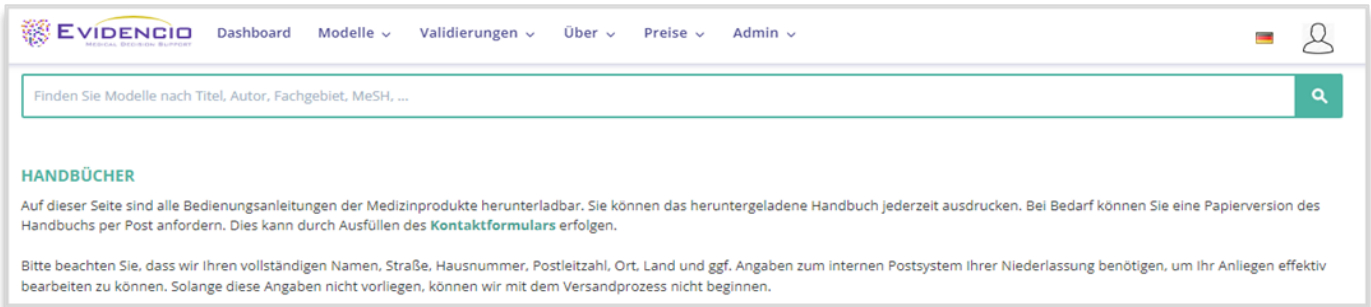 EVIDENCIO
MEDICAL DECISION SUPPORT
Dashboard Modelle Validierungen Über Preise Admin
Finden Sie Modelle nach Titel, Autor, Fachgebiet, MeSH, ...
HANDBÜCHER
Auf dieser Seite sind alle Bedienungsanleitungen der Medizinprodukte herunterladbar. Sie können das heruntergeladene Handbuch jederzeit ausdrucken. Bei Bedarf können Sie eine Papierversion des
Handbuchs per Post anfordern. Dies kann durch Ausfüllen des Kontaktformulars erfolgen.
Bitte beachten Sie, dass wir Ihren vollständigen Namen, Straße, Hausnummer, Postleitzahl, Ort, Land und ggf. Angaben zum internen Postsystem Ihrer Niederlassung benötigen, um Ihr Anliegen effektiv
bearbeiten zu können. Solange diese Angaben nicht vorliegen, können wir mit dem Versandprozess nicht beginnen.